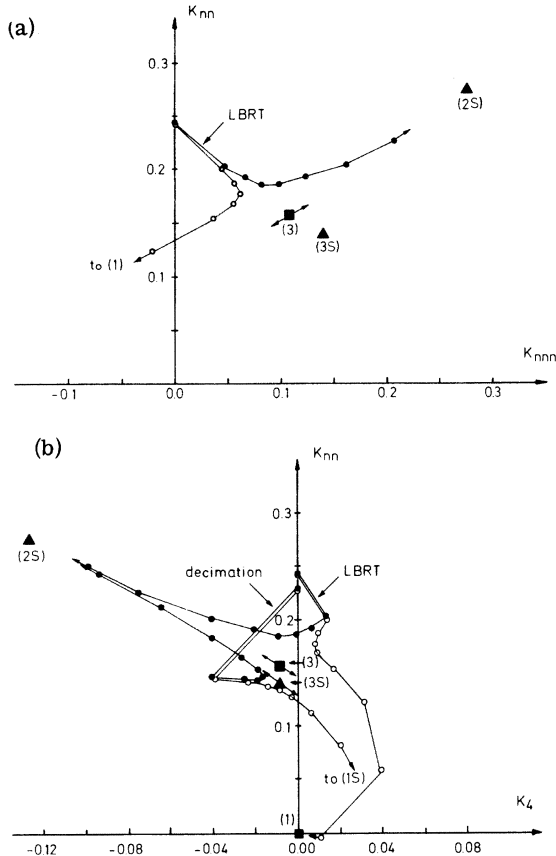 (a)
Knn
0.3
LBRT
(2S)
0.2
(3)
(3S)
to (1)
0.1
Knnn
-0.1
0.0
0.1
0.2
0.3
(b)
Knn
0.3
(2S)
decimation
LBRT
0.2
(3)
(3S)
0.1
to (1S)
(1)
K4
-0.12
-0.08
-0.04
0.00
0.04
0.08